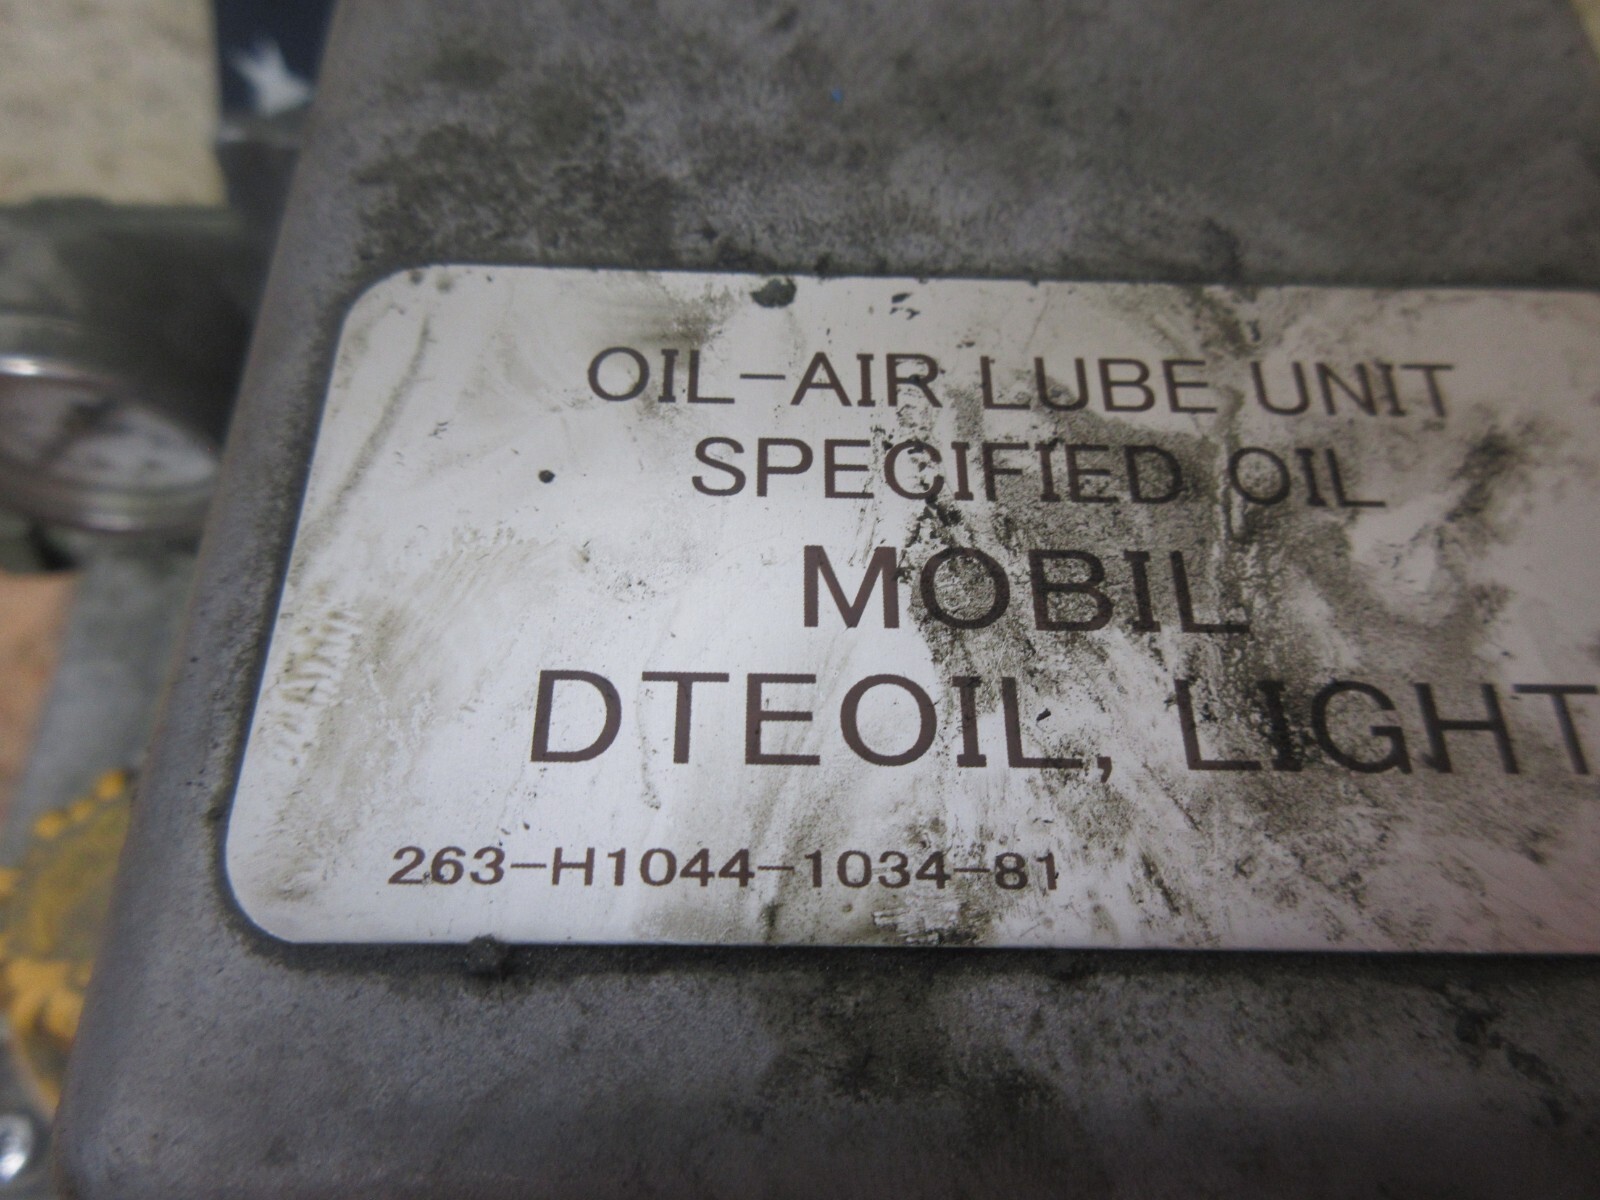 OIL-AIR LUBE UNIT
SPECIFIED OIL
MOBIL
DTEOIL, LIGHT
263-H1044-1034-81